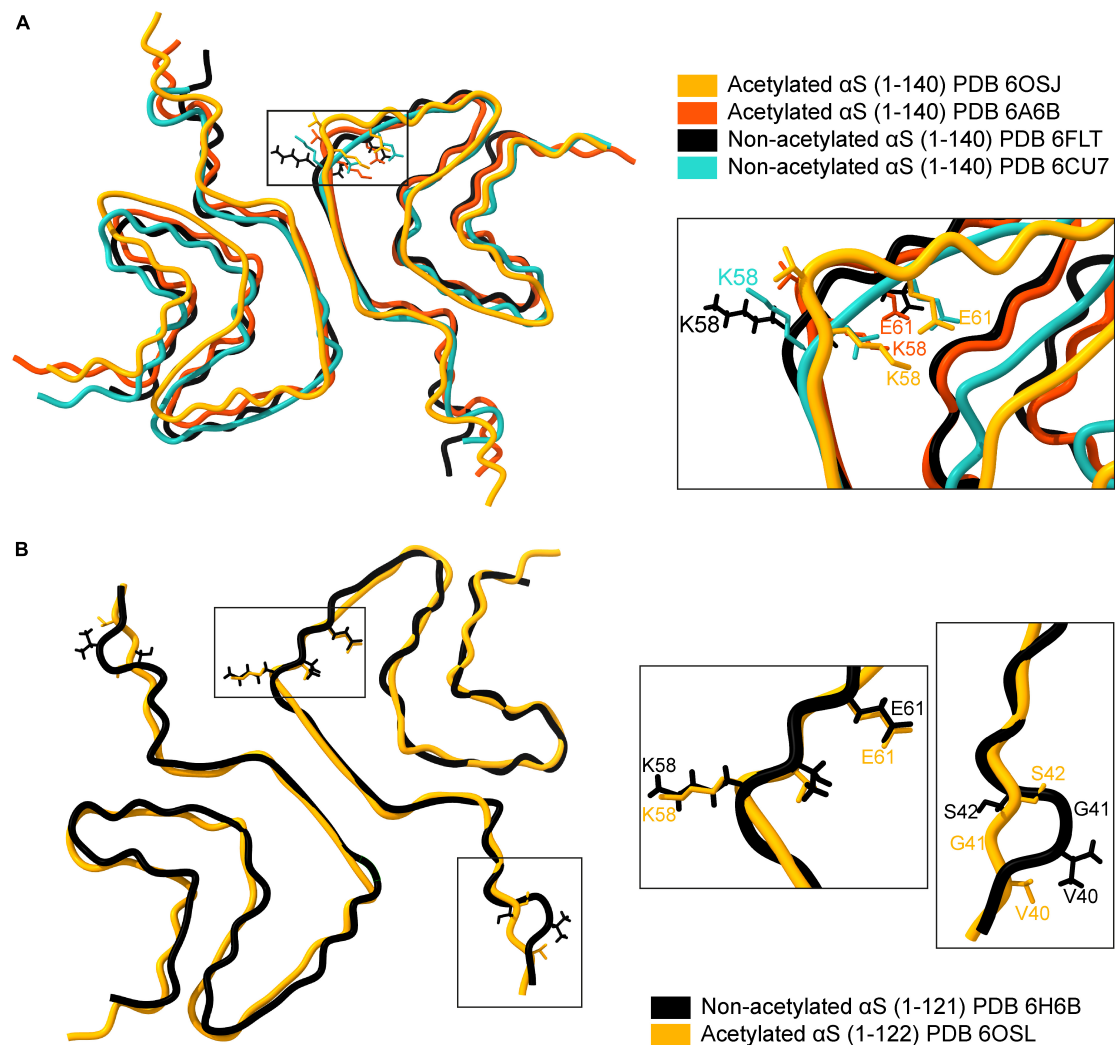 A
Acetylated αS (1-140) PDB 6OSJ
Acetylated αS (1-140) PDB 6A6B
Non-acetylated αS (1-140) PDB 6FLT
Non-acetylated αS (1-140) PDB 6CU7
K58
K58
E61
E61
K58
K58
B
E61
K58
E61
K58
S42
S42
G41
G41
V40
V40
Non-acetylated αS (1-121) PDB 6H6B
Acetylated αS (1-122) PDB 6OSL